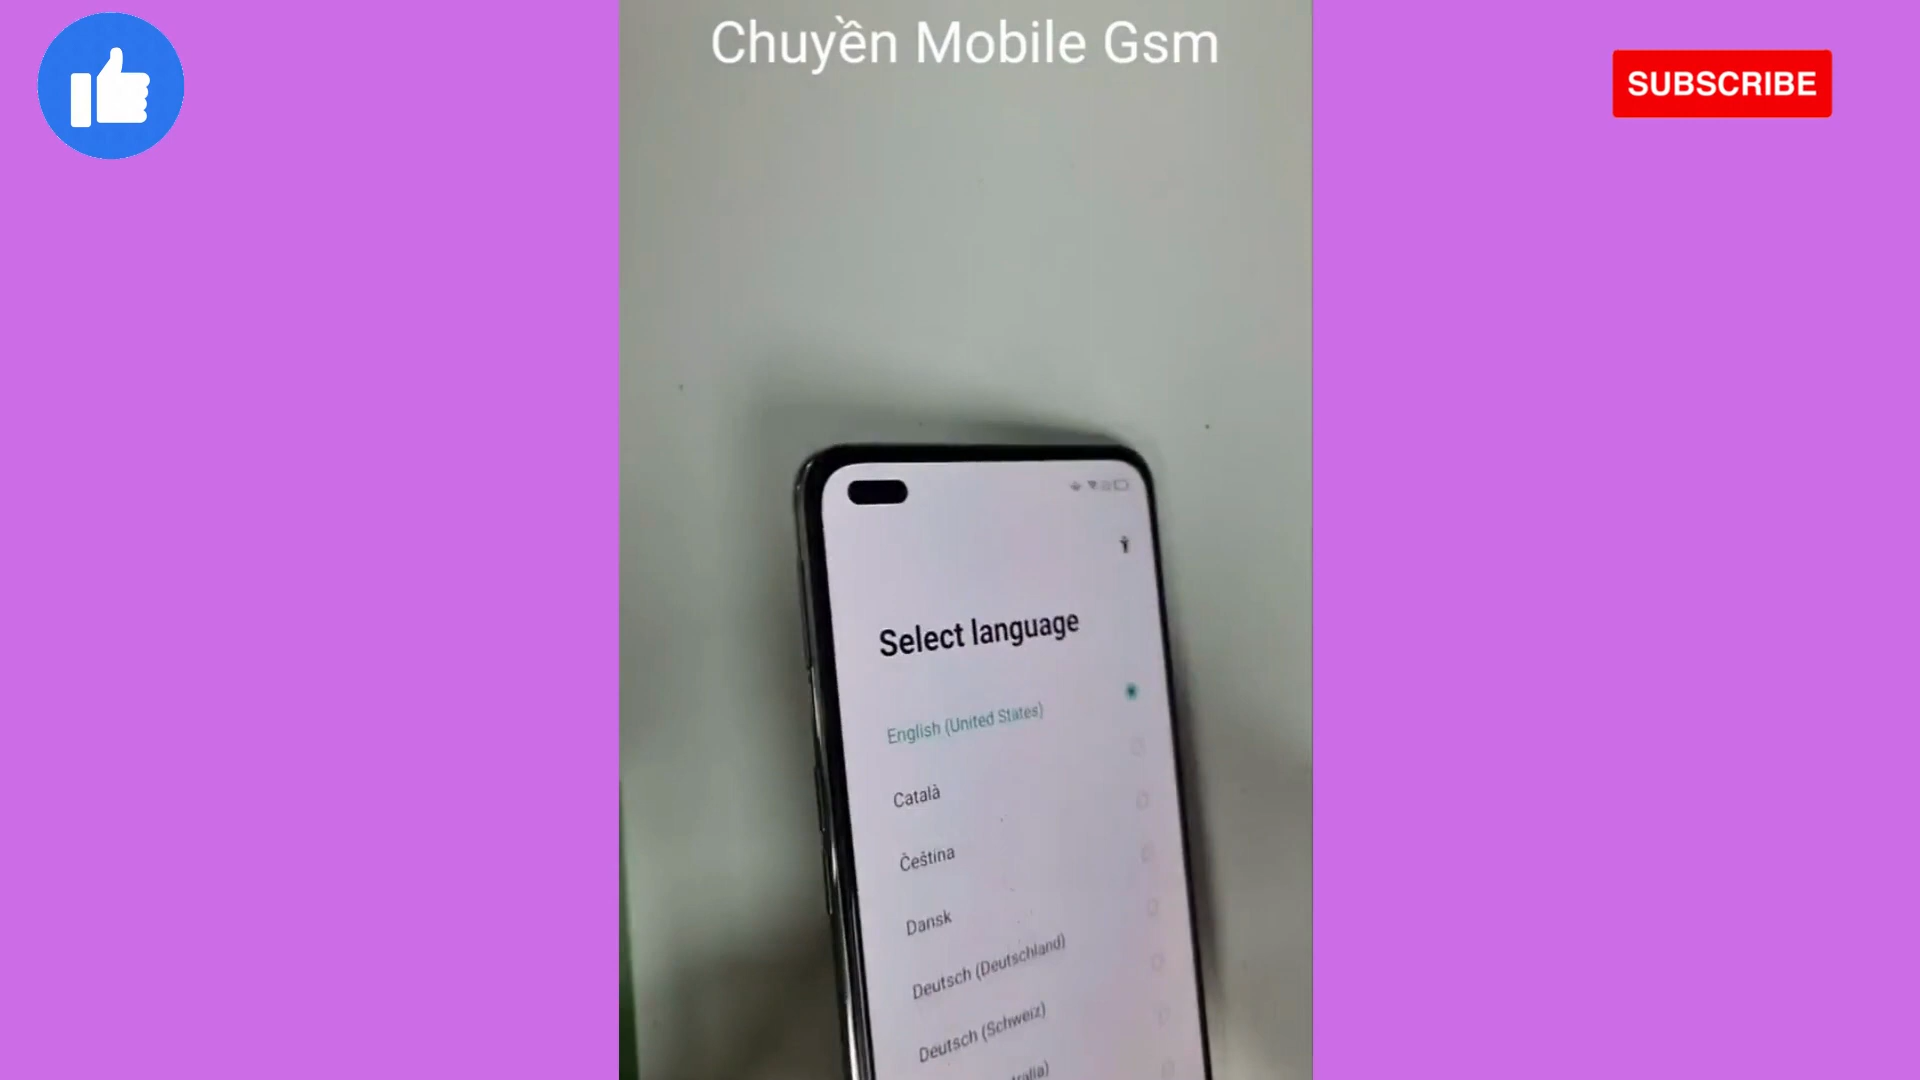 Chuyền Mobile Gsm
SUBSCRIBE
Select language
English (United States)
Català
Čeština
Dansk
Deutsch (Deutschland)
Deutsch (Schweiz)